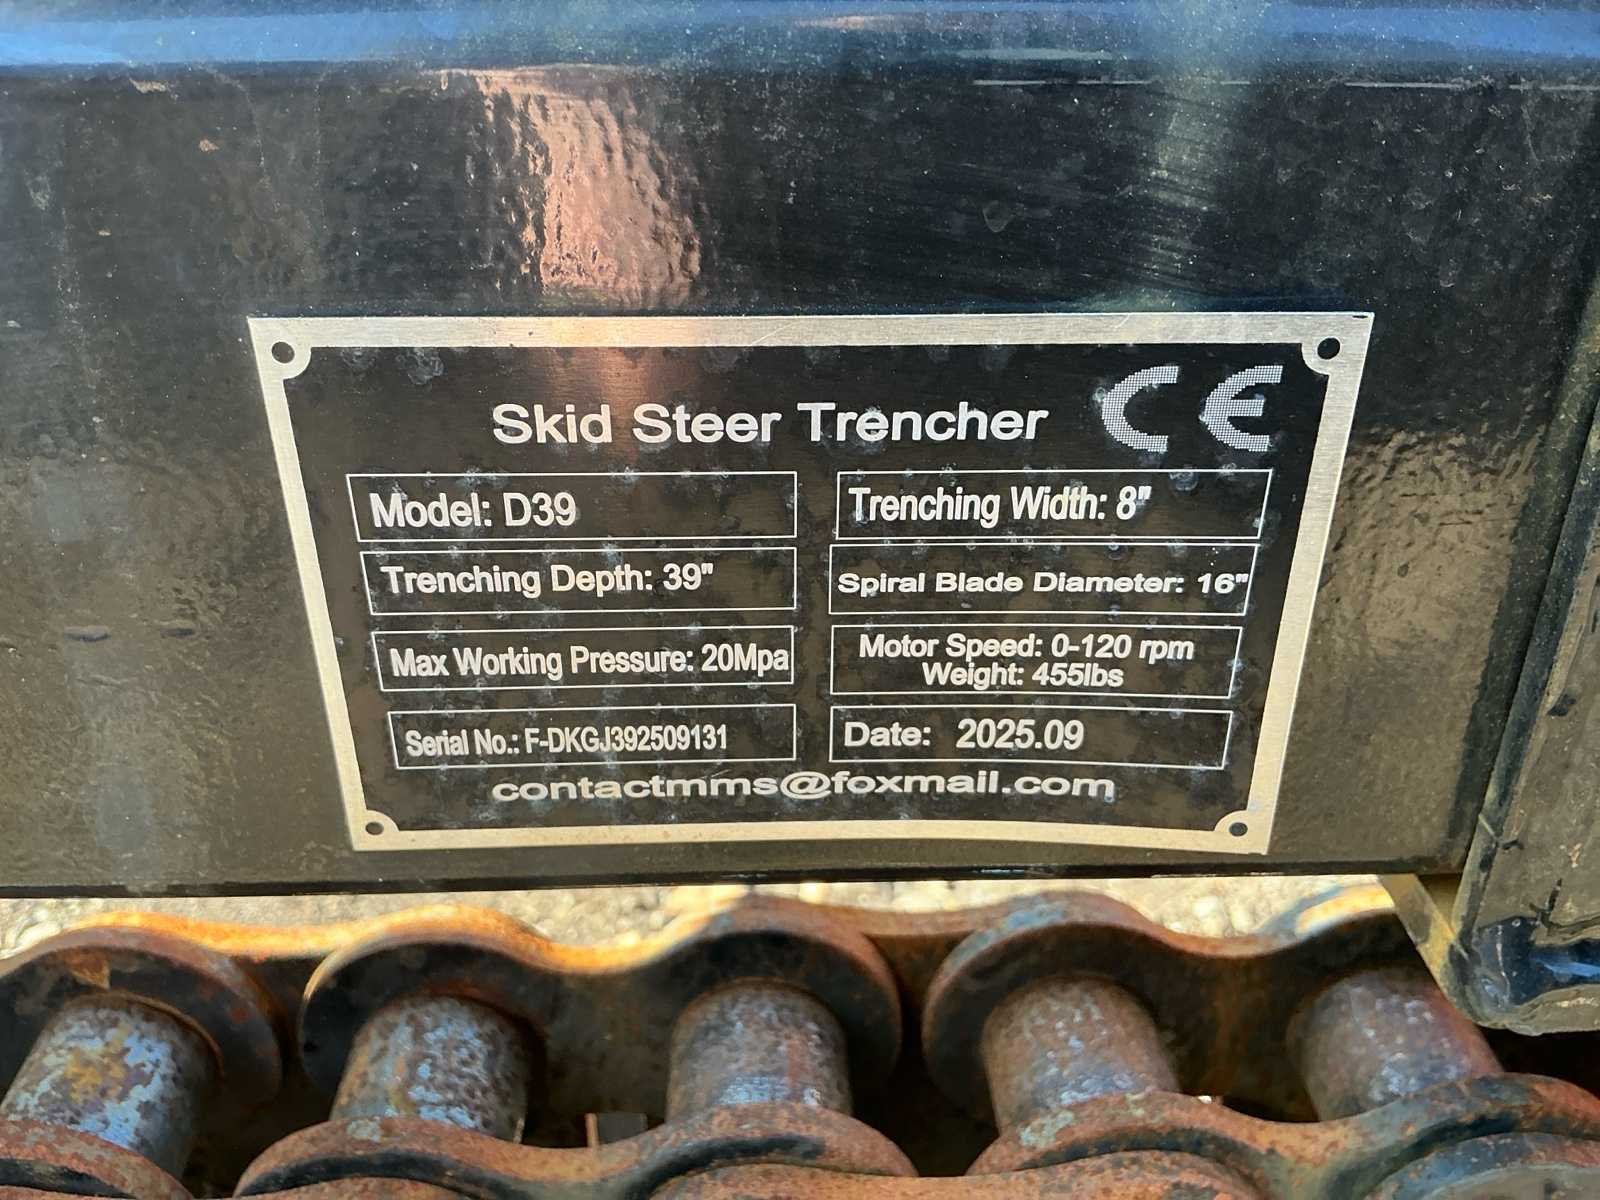 Skid Steer Trencher CE
Model: D39
Trenching Width: 8"
Trenching Depth: 39"
Spiral Blade Diameter: 16"
Max Working Pressure: 20Mpa
Motor Speed: 0-120 rpm
Weight: 455lbs
Serial No.: F-DKGJ392509131
Date: 2025.09
contactmms@foxmail.com